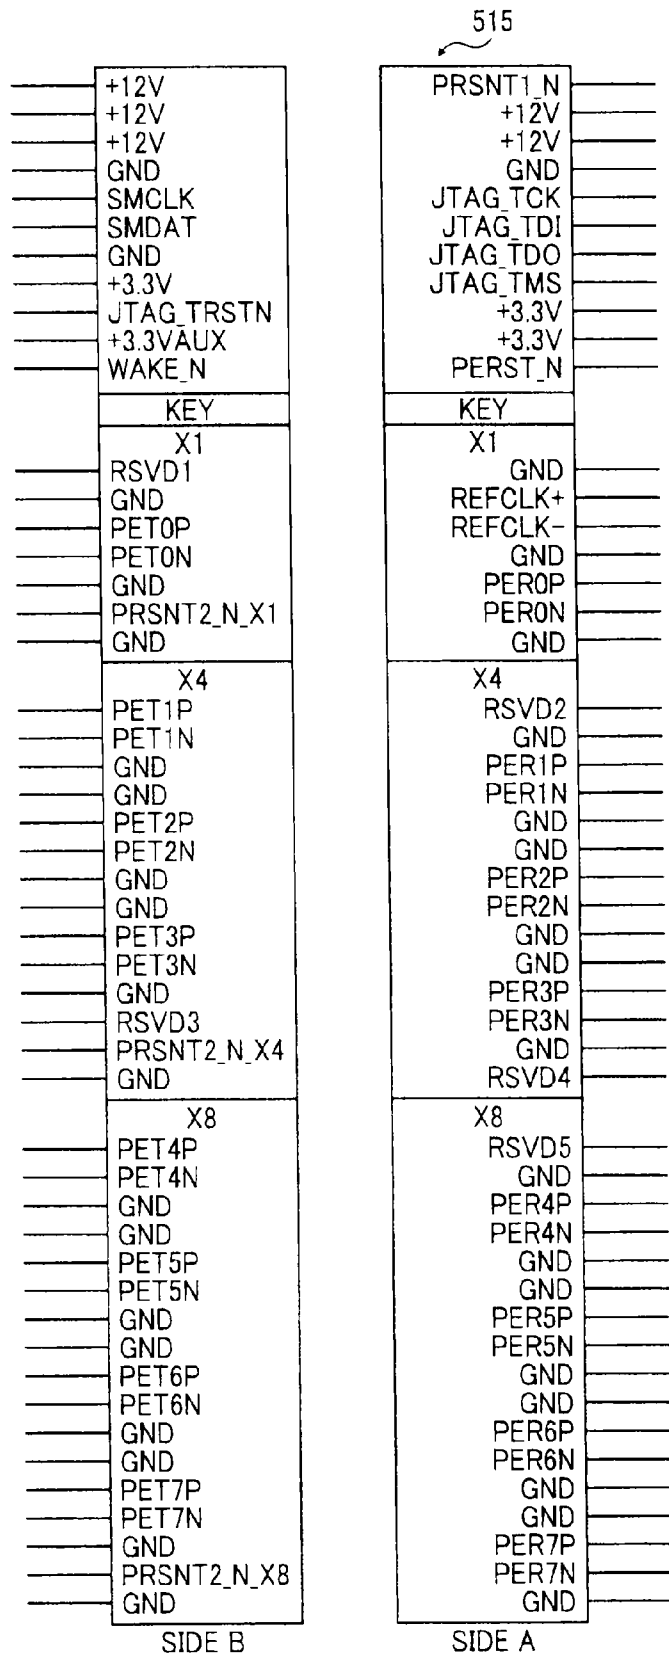 515
+12V
+12V
+12V
GND
SMCLK
SMDAT
GND
+3.3V
JTAG_TRSTN
+3.3VAUX
WAKE_N
KEY
X1
RSVD1
GND
PET0P
PET0N
GND
PRSNT2_N_X1
GND
X4
PET1P
PET1N
GND
GND
PET2P
PET2N
GND
GND
PET3P
PET3N
GND
RSVD3
PRSNT2_N_X4
GND
X8
PET4P
PET4N
GND
GND
PET5P
PET5N
GND
GND
PET6P
PET6N
GND
GND
PET7P
PET7N
GND
PRSNT2_N_X8
GND
SIDE B
PRSNT1_N
+12V
+12V
GND
JTAG_TCK
JTAG_TDI
JTAG_TDO
JTAG_TMS
+3.3V
+3.3V
PERST_N
KEY
X1
GND
REFCLK+
REFCLK-
GND
PER0P
PER0N
GND
X4
RSVD2
GND
PER1P
PER1N
GND
GND
PER2P
PER2N
GND
GND
PER3P
PER3N
GND
RSVD4
X8
RSVD5
GND
PER4P
PER4N
GND
GND
PER5P
PER5N
GND
GND
PER6P
PER6N
GND
GND
PER7P
PER7N
GND
SIDE A